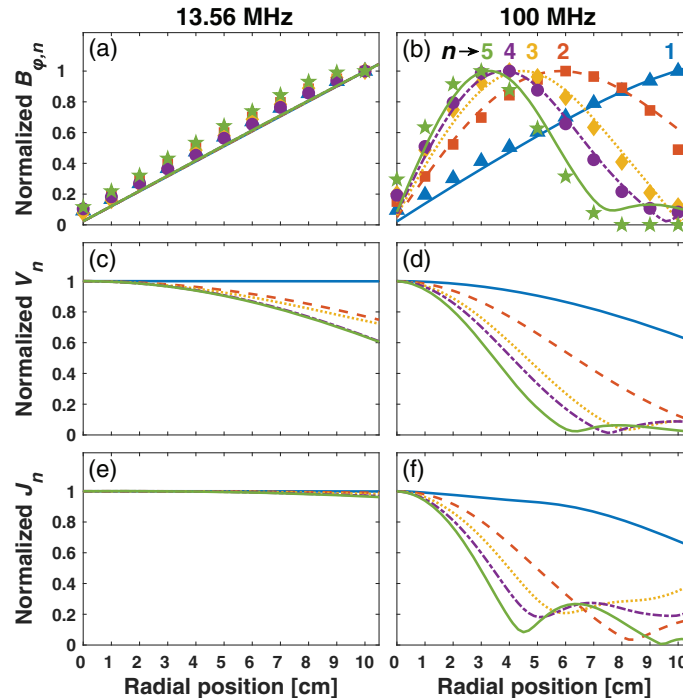 13.56 MHz 100 MHz
(a) (b) n→5 4 3 2 1
Normalized Bφ,n
1
0.8
0.6
0.4
0.2
0
(c) (d)
Normalized Vn
1
0.8
0.6
0.4
0.2
0
(e) (f)
Normalized Jn
1
0.8
0.6
0.4
0.2
0
0 1 2 3 4 5 6 7 8 9 10 0 1 2 3 4 5 6 7 8 9 10
Radial position [cm] Radial position [cm]